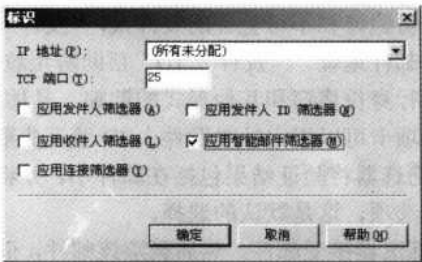 标识
IP 地址(P): (所有未分配)
TCP 端口(T): 25
应用发件人筛选器(A) 应用发件人 ID 筛选器(N)
应用收件人筛选器(L) 应用智能邮件筛选器(M)
应用连接筛选器(Y)
确定 取消 帮助(H)